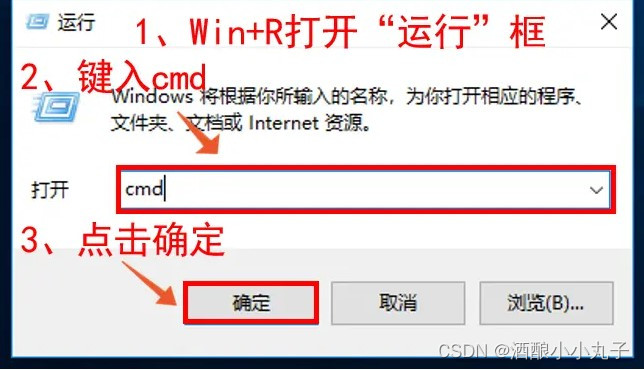 运行
1、Win+R打开“运行”框
2、键入cmd
Windows 将根据你所输入的名称，为你打开相应的程序、
文件夹、文档或 Internet 资源。
打开
cmd
3、点击确定
确定
取消
浏览(B)...
CSDN @酒酿小小丸子